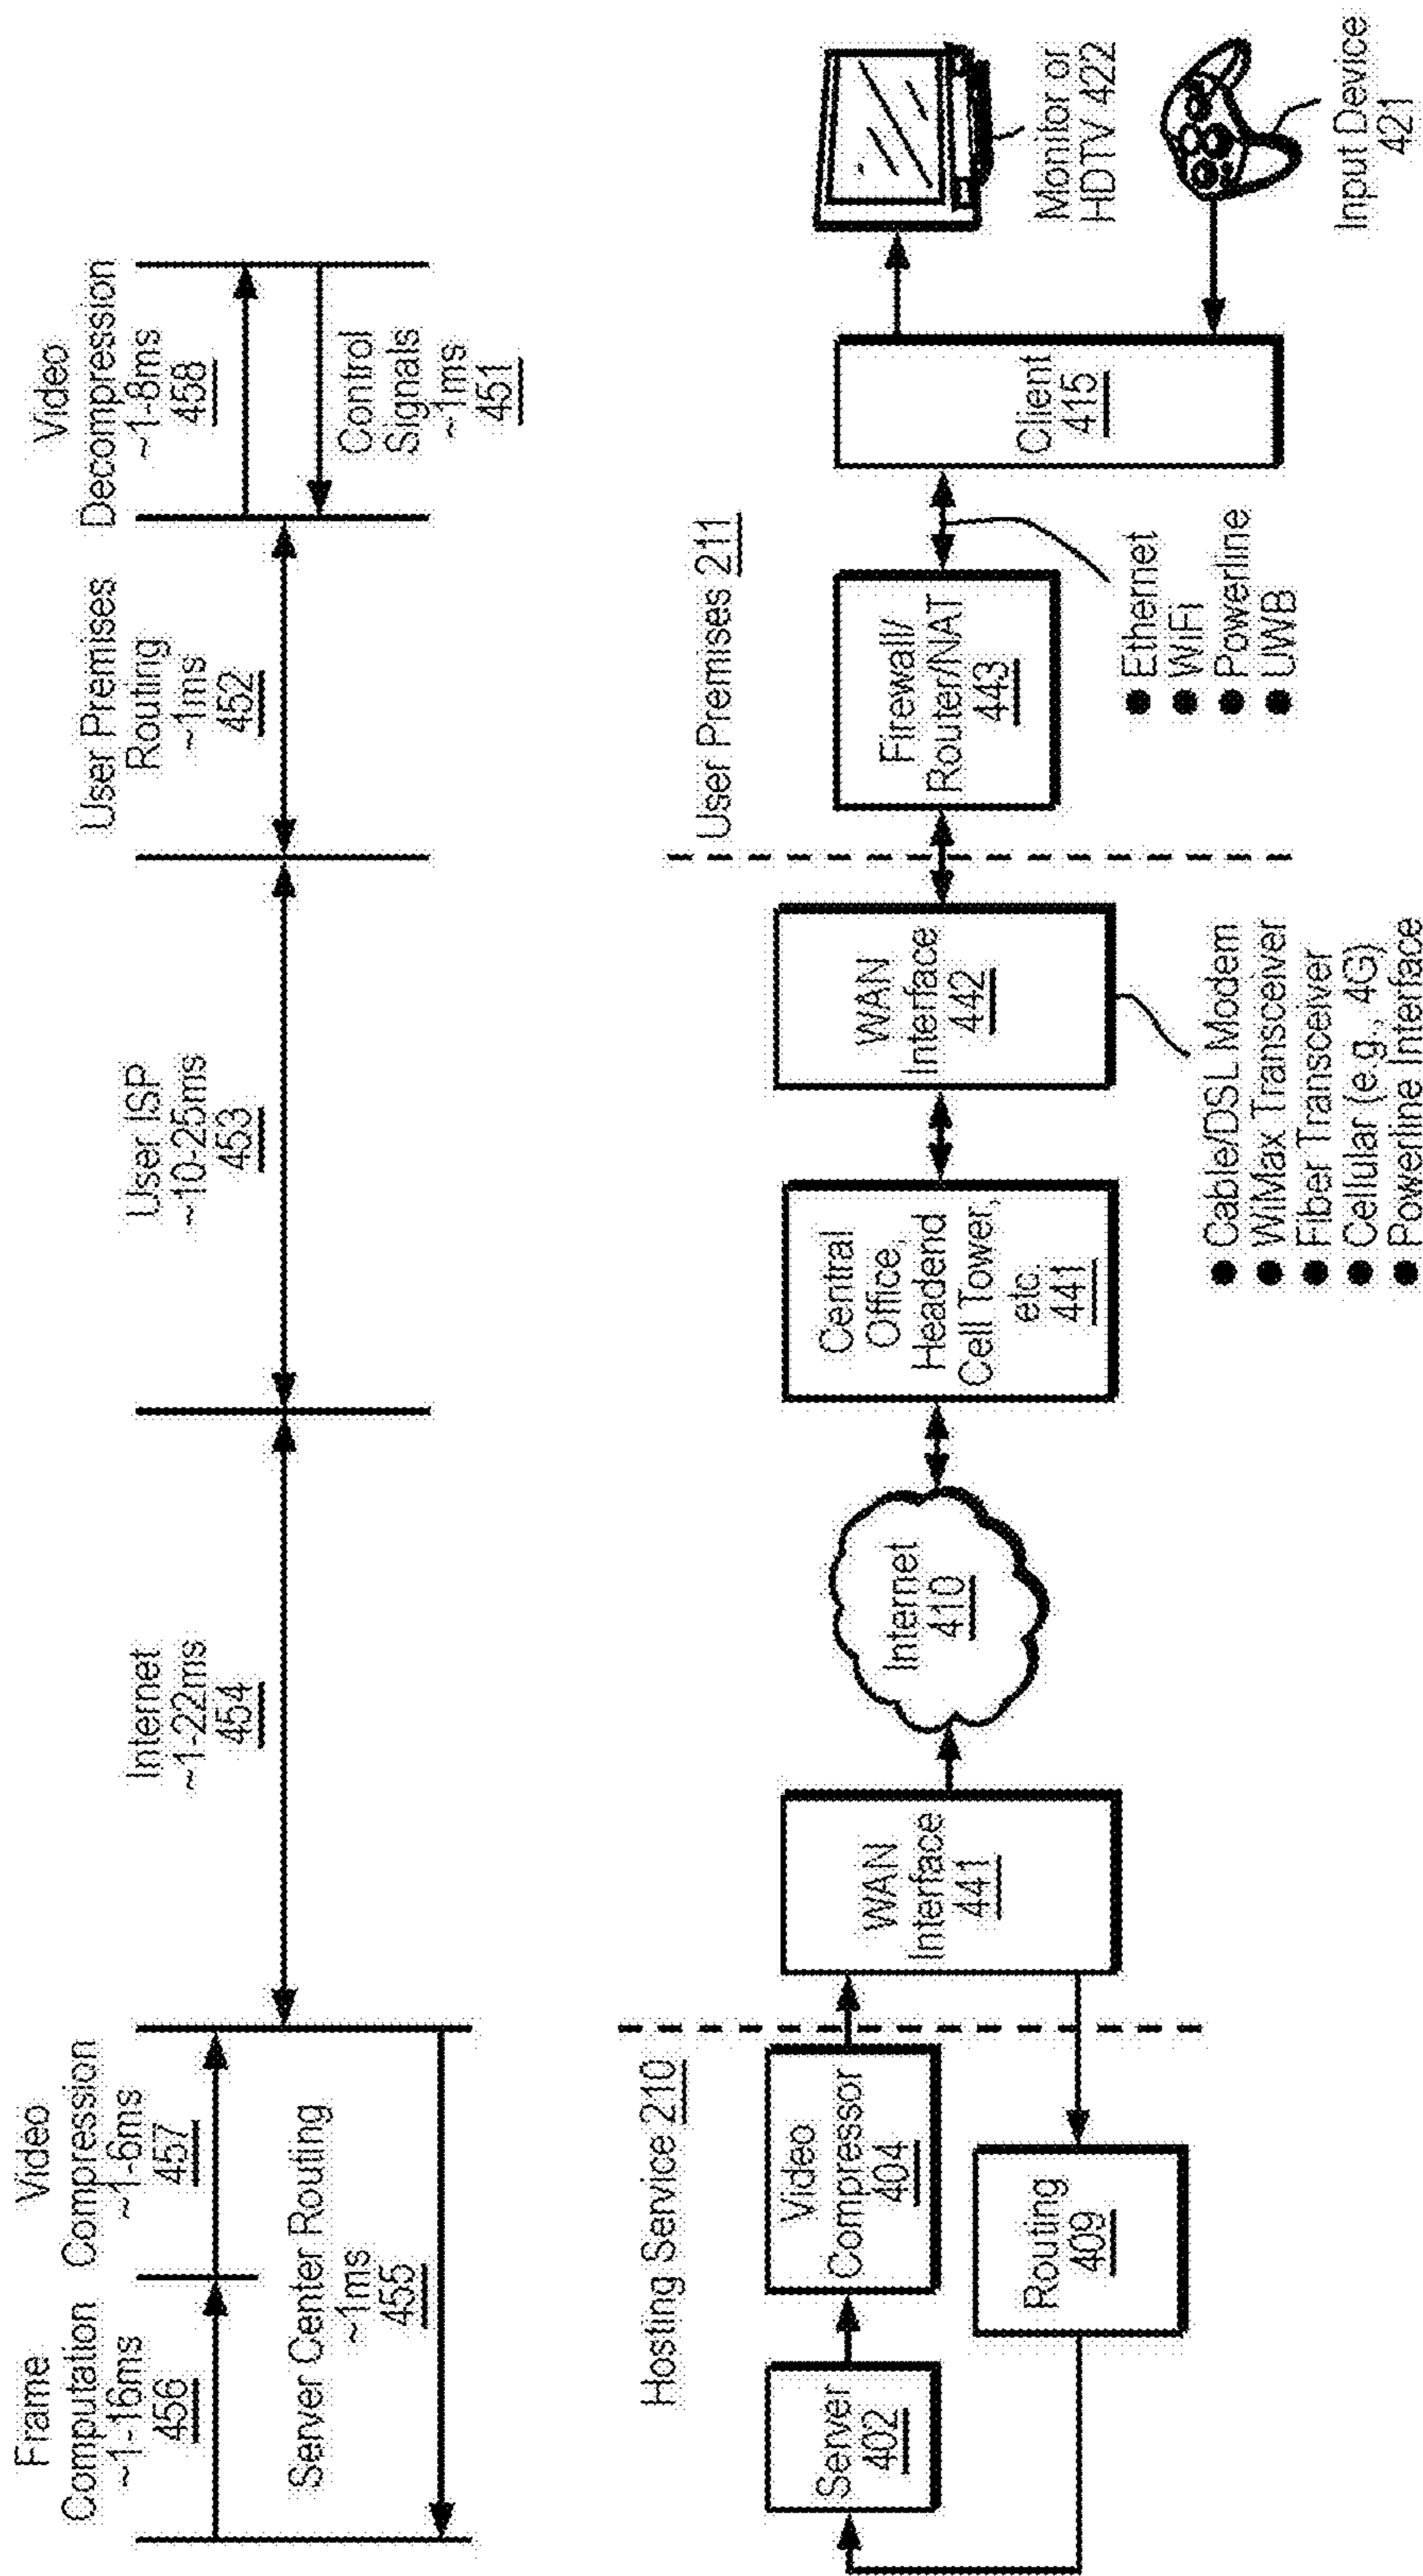 Frame
Computation
~1-16ms
456
Video
Compression
~1-6ms
457
Server Center Routing
~1ms
455
Internet
~1-22ms
454
User ISP
~10-25ms
453
User Premises
Routing
~1ms
452
Video
Decompression
~1-8ms
458
Control
Signals
~1ms
451
Hosting Service 210
Server
402
Video
Compressor
404
Routing
409
WAN
Interface
441
Internet
410
Central
Office,
Headend
Cell Tower,
etc.
441
WAN
Interface
442
● Cable/DSL Modem
● WiMax Transceiver
● Fiber Transceiver
● Cellular (e.g., 4G)
● Powerline Interface
User Premises 211
Firewall/
Router/NAT
443
● Ethernet
● WiFi
● Powerline
● UWB
Client
415
Monitor or
HDTV 422
Input Device
421